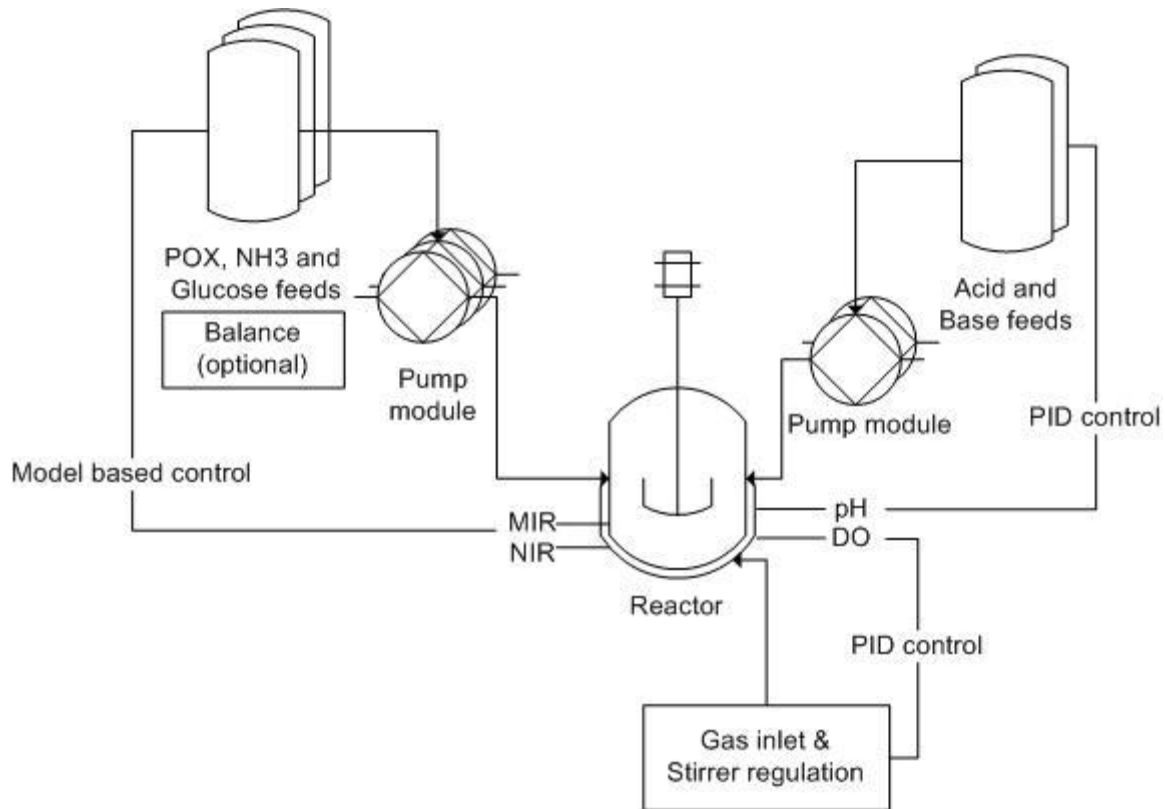 POX, NH3 and
Glucose feeds
Balance
(optional)
Pump
module
Acid and
Base feeds
Pump module
PID control
Model based control
MIR
NIR
pH
DO
Reactor
PID control
Gas inlet &
Stirrer regulation